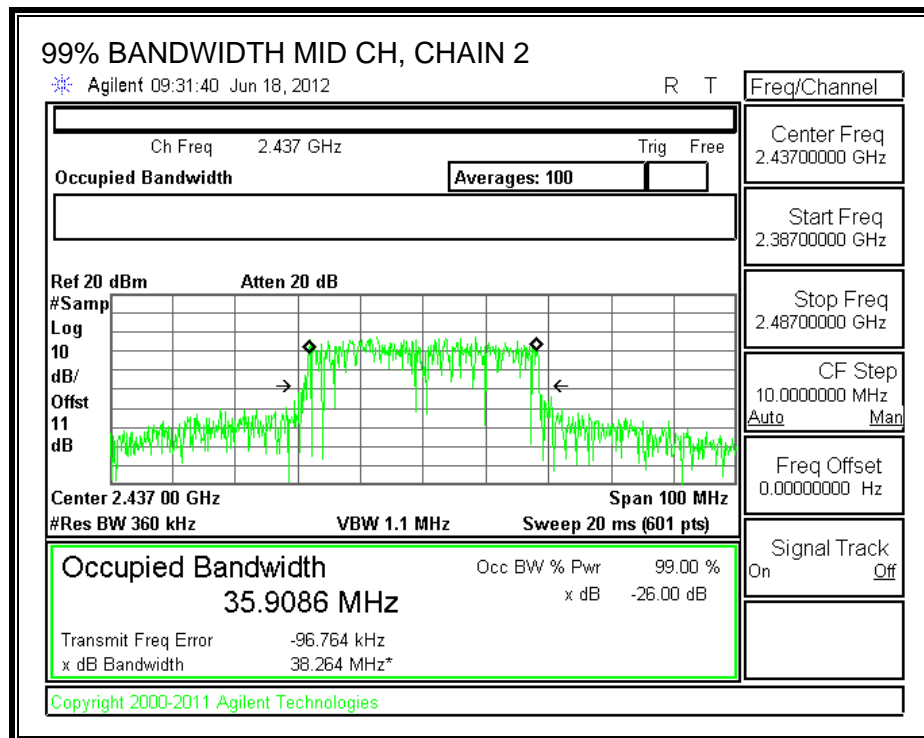 99% BANDWIDTH MID CH, CHAIN 2
Agilent 09:31:40 Jun 18, 2012 R T
Freq/Channel
Ch Freq 2.437 GHz Trig Free
Occupied Bandwidth Averages: 100
Center Freq
2.43700000 GHz
Start Freq
2.38700000 GHz
Stop Freq
2.48700000 GHz
CF Step
10.0000000 MHz
Auto Man
Freq Offset
0.00000000 Hz
Signal Track
On Off
Ref 20 dBm Atten 20 dB
#Samp
Log
10
dB/
Offst
11
dB
Center 2.437 00 GHz Span 100 MHz
#Res BW 360 kHz VBW 1.1 MHz Sweep 20 ms (601 pts)
Occupied Bandwidth
35.9086 MHz
Occ BW % Pwr 99.00 %
x dB -26.00 dB
Transmit Freq Error -96.764 kHz
x dB Bandwidth 38.264 MHz*
Copyright 2000-2011 Agilent Technologies